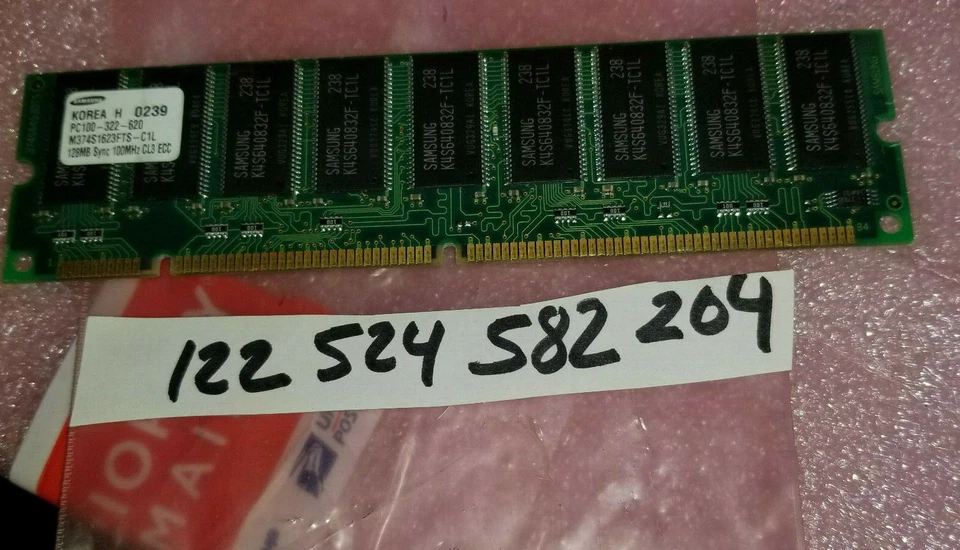 SAMSUNG
KOREA H 0239
PC100-322-620
M374S1623FTS-C1L
128MB Sync 100MHz CL3 ECC
SAMSUNG 238
K4S640832F-TC1L
SAMSUNG
K4S640832F-TC1L
SAMSUNG 238
K4S640832F-TC1L
SAMSUNG 238
K4S640832F-TC1L
SAMSUNG 238
K4S640832F-TC1L
SAMSUNG 238
K4S640832F-TC1L
SAMSUNG
K4S640832F-TC1L
122 524 582 204
MAI